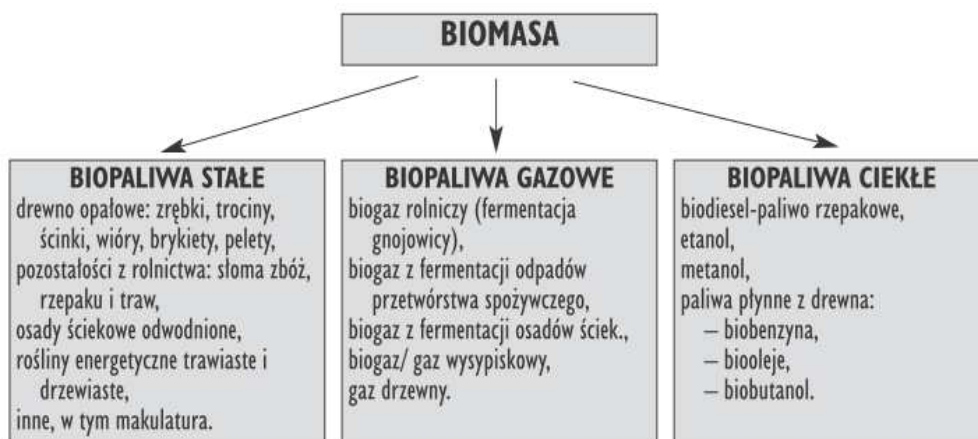 BIOMASA
BIOPALIWA STAŁE
drewno opałowe: zrębki, trociny,
ścinki, wióry, brykiety, pelety,
pozostałości z rolnictwa: słoma zbóż,
rzepaku i traw,
osady ściekowe odwodnione,
rośliny energetyczne trawiaste i
drzewiaste,
inne, w tym makulatura.
BIOPALIWA GAZOWE
biogaz rolniczy (fermentacja
gnojowicy),
biogaz z fermentacji odpadów
przetwórstwa spożywczego,
biogaz z fermentacji osadów ściek.,
biogaz/ gaz wysypiskowy,
gaz drzewny.
BIOPALIWA CIEKŁE
biodiesel-paliwo rzepakowe,
etanol,
metanol,
paliwa płynne z drewna:
– biobenzyna,
– biooleje,
– biobutanol.